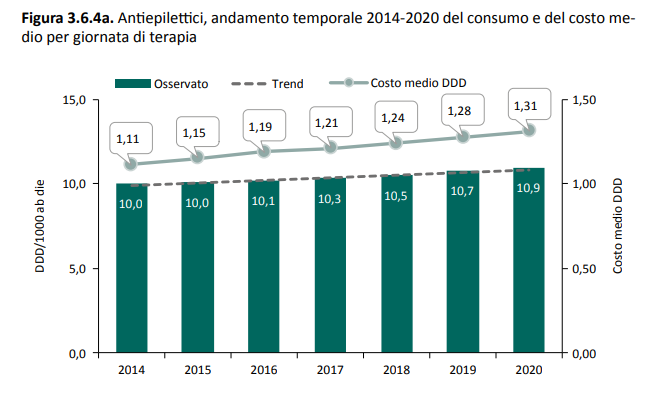 Figura 3.6.4a. Antiepilettici, andamento temporale 2014-2020 del consumo e del costo me-
dio per giornata di terapia
Osservato Trend Costo medio DDD
15,0 1,50
1,11 1,15 1,19 1,21 1,24 1,28 1,31
10,0 1,00
10,0 10,0 10,1 10,3 10,5 10,7 10,9
DDD/1000 ab die
Costo medio DDD
5,0 0,50
0,0 0,00
2014 2015 2016 2017 2018 2019 2020